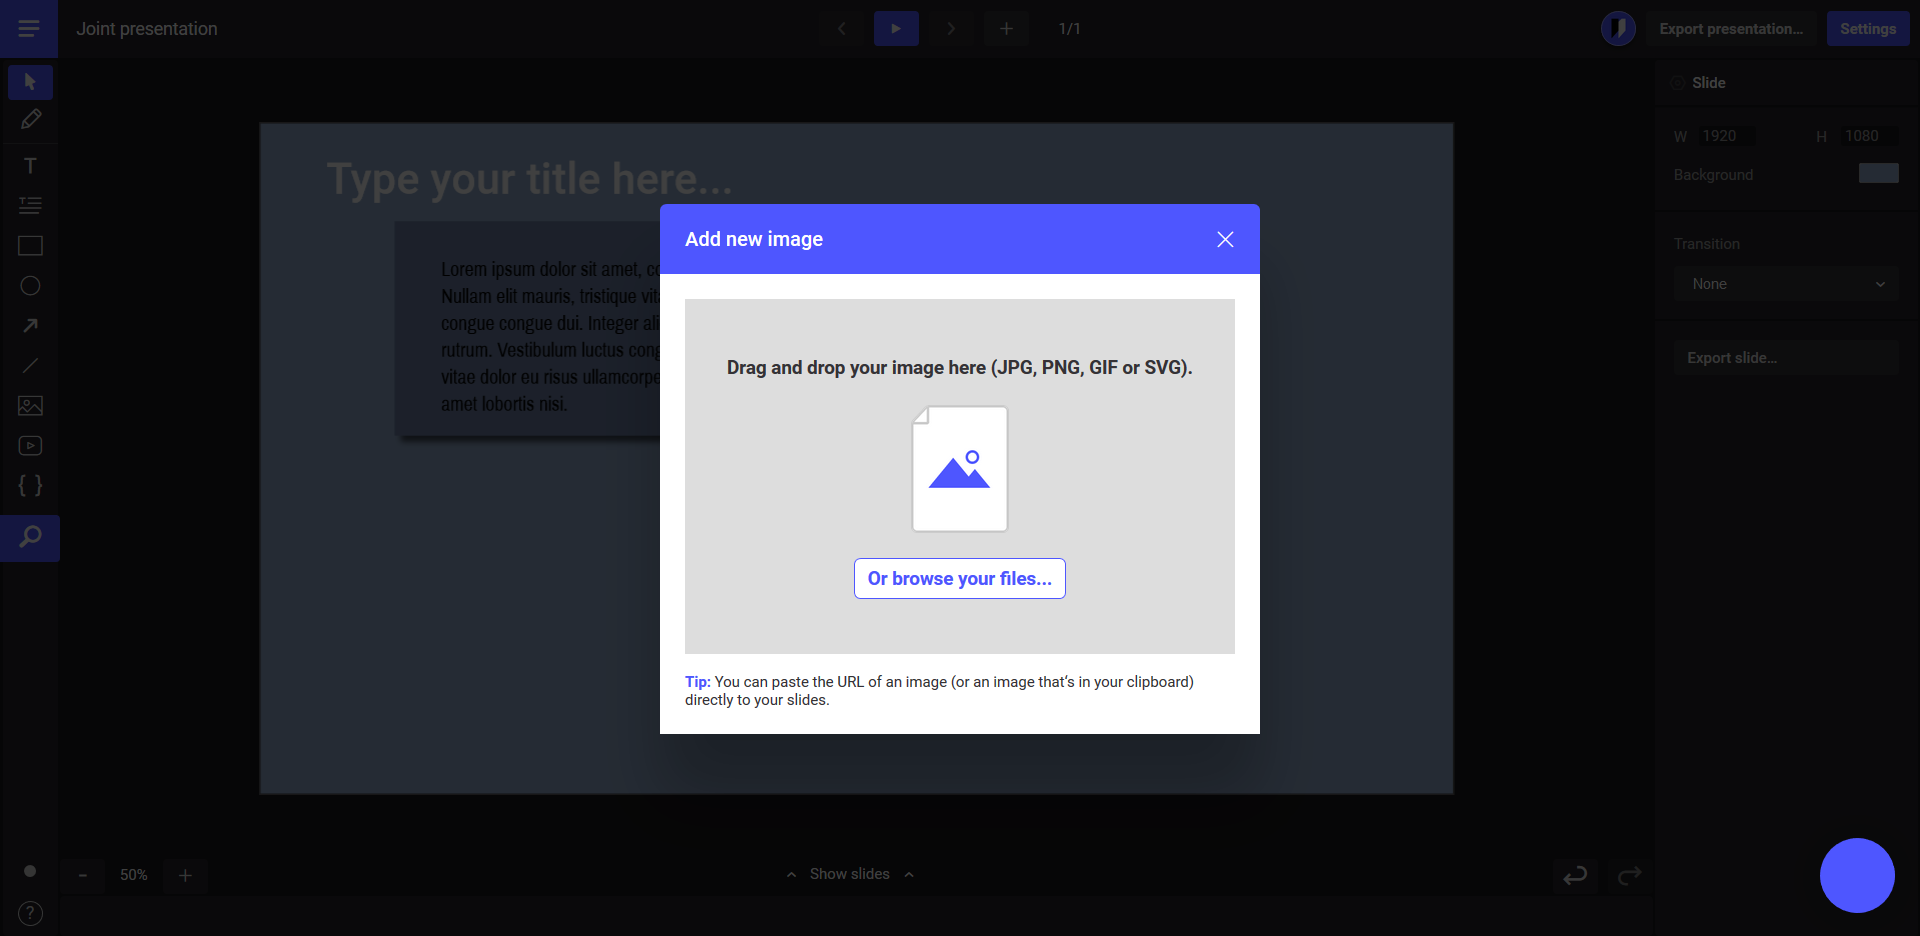 Joint presentation
1/1
Export presentation...
Settings
Slide
W 1920 H 1080
Background
Transition
None
Export slide...
Type your title here...
Lorem ipsum dolor sit amet,
Nullam elit mauris, tristique
congue congue dui. Integer
rutrum. Vestibulum luctus
vitae dolor eu risus
amet lobortis nisi.
Add new image
Drag and drop your image here (JPG, PNG, GIF or SVG).
Or browse your files...
Tip: You can paste the URL of an image (or an image that's in your clipboard)
directly to your slides.
50%
Show slides